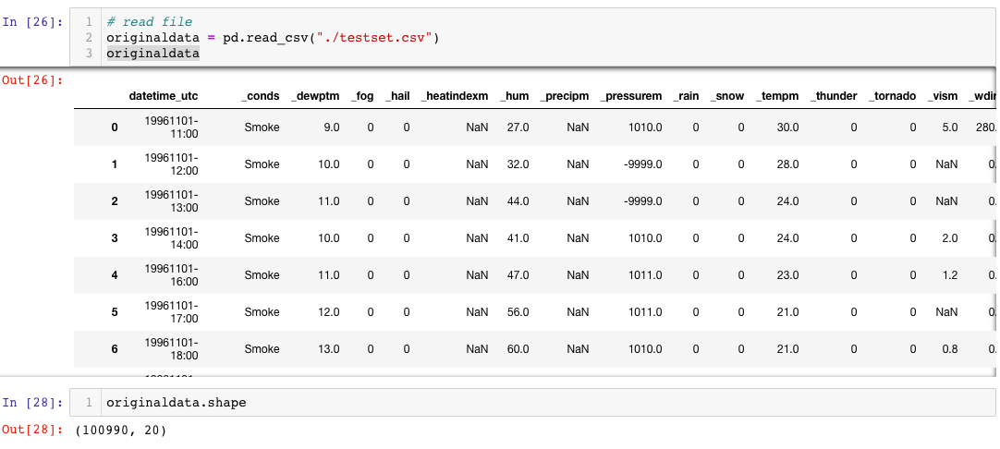 In [26]:
1 # read file
2 originaldata = pd.read_csv("./testset.csv")
3 originaldata
Out[26]:
datetime_utc _conds _dewptm _fog _hail _heatindexm _hum _precipm _pressurem _rain _snow _tempm _thunder _tornado _vism _wdir
0 19961101-11:00 Smoke 9.0 0 0 NaN 27.0 NaN 1010.0 0 0 30.0 0 0 5.0 280.
1 19961101-12:00 Smoke 10.0 0 0 NaN 32.0 NaN -9999.0 0 0 28.0 0 0 NaN 0.
2 19961101-13:00 Smoke 11.0 0 0 NaN 44.0 NaN -9999.0 0 0 24.0 0 0 NaN 0.
3 19961101-14:00 Smoke 10.0 0 0 NaN 41.0 NaN 1010.0 0 0 24.0 0 0 2.0 0.
4 19961101-16:00 Smoke 11.0 0 0 NaN 47.0 NaN 1011.0 0 0 23.0 0 0 1.2 0.
5 19961101-17:00 Smoke 12.0 0 0 NaN 56.0 NaN 1011.0 0 0 21.0 0 0 NaN 0.
6 19961101-18:00 Smoke 13.0 0 0 NaN 60.0 NaN 1010.0 0 0 21.0 0 0 0.8 0.
In [28]:
1 originaldata.shape
Out[28]: (100990, 20)